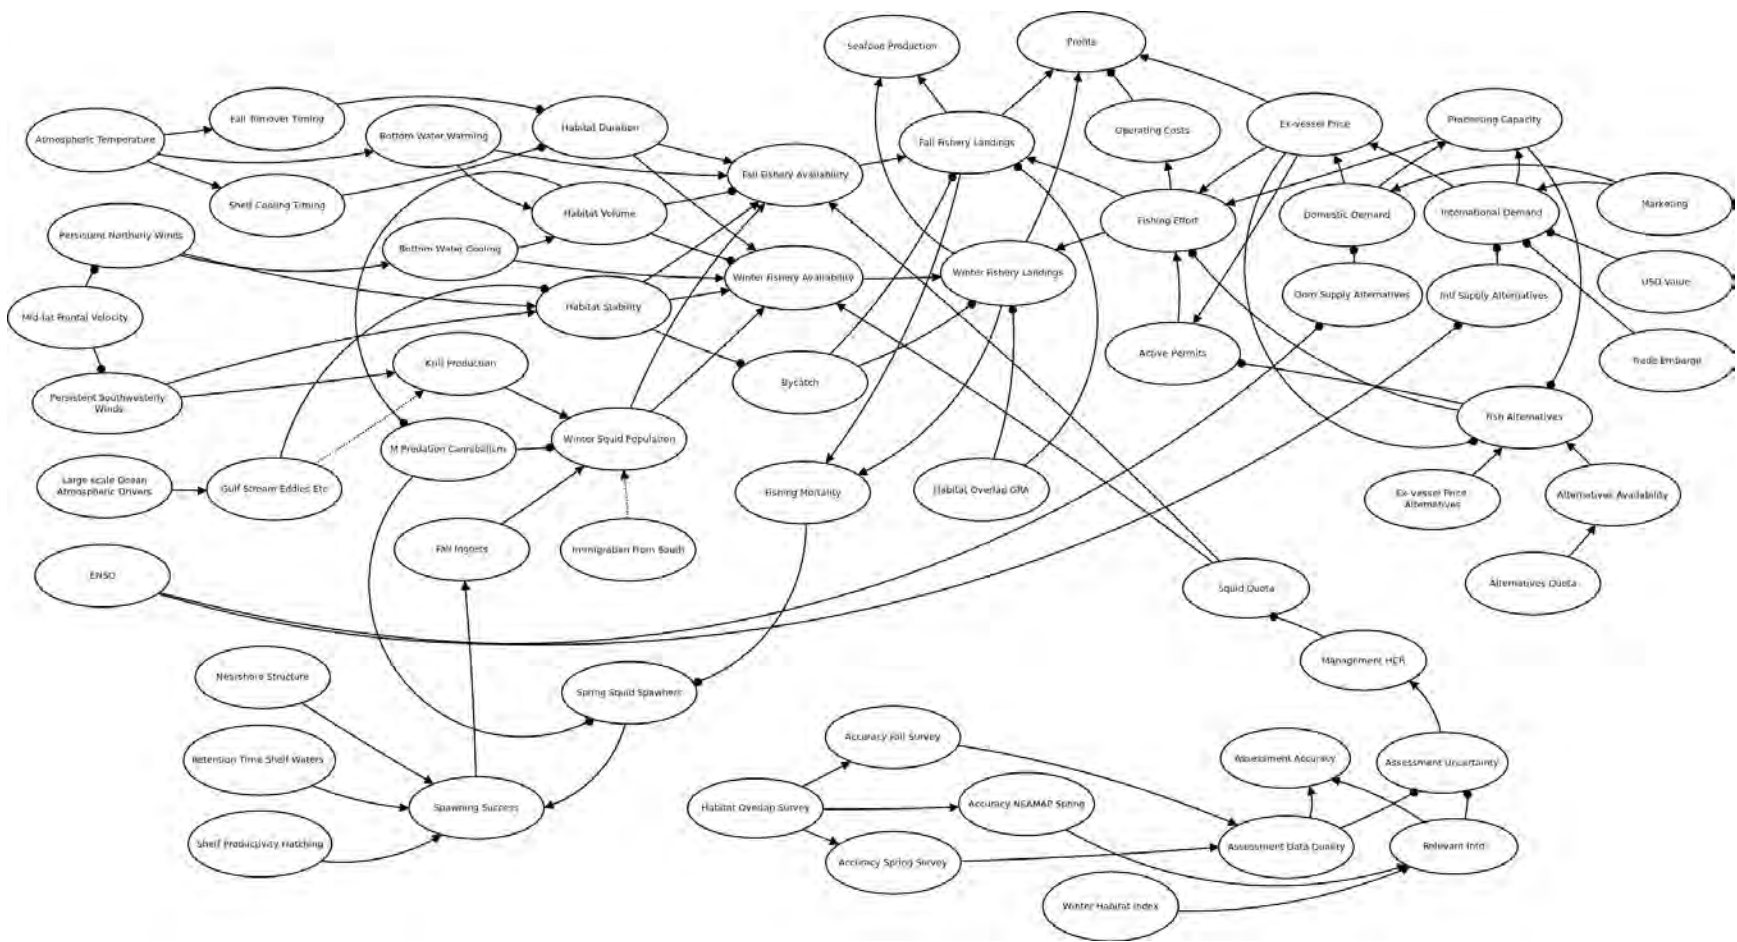 Seafood Production
Profits
Atmospheric Temperature
Fall Turnover Timing
Bottom Water Warming
Habitat Duration
Fall Fishery Landings
Operating Costs
Ex-vessel Price
Processing Capacity
Shelf Cooling Timing
Fall Fishery Availability
Persistent Northerly Winds
Habitat Volume
Fishing Effort
Domestic Demand
International Demand
Marketing
Bottom Water Cooling
Winter Fishery Availability
Winter Fishery Landings
Mid-lat Frontal Velocity
Habitat Stability
Dom Supply Alternatives
Intl Supply Alternatives
USD Value
Krill Production
Bycatch
Active Permits
Trade Embargo
Persistent Southwesterly
Winds
M Predation Cannibalism
Winter Squid Population
Fish Alternatives
Large scale Ocean
Atmospheric Drivers
Gulf Stream Eddies Etc
Fishing Mortality
Habitat Overlap GRA
Ex-vessel Price
Alternatives
Alternatives Availability
Fall Ingress
Immigration From South
ENSO
Squid Quota
Alternatives Quota
Nearshore Structure
Spring Squid Spawners
Management HCR
Retention Time Shelf Waters
Accuracy Fall Survey
Assessment Accuracy
Assessment Uncertainty
Spawning Success
Habitat Overlap Survey
Accuracy NEAMAP Spring
Shelf Productivity Hatching
Accuracy Spring Survey
Assessment Data Quality
Relevant Info
Winter Habitat Index